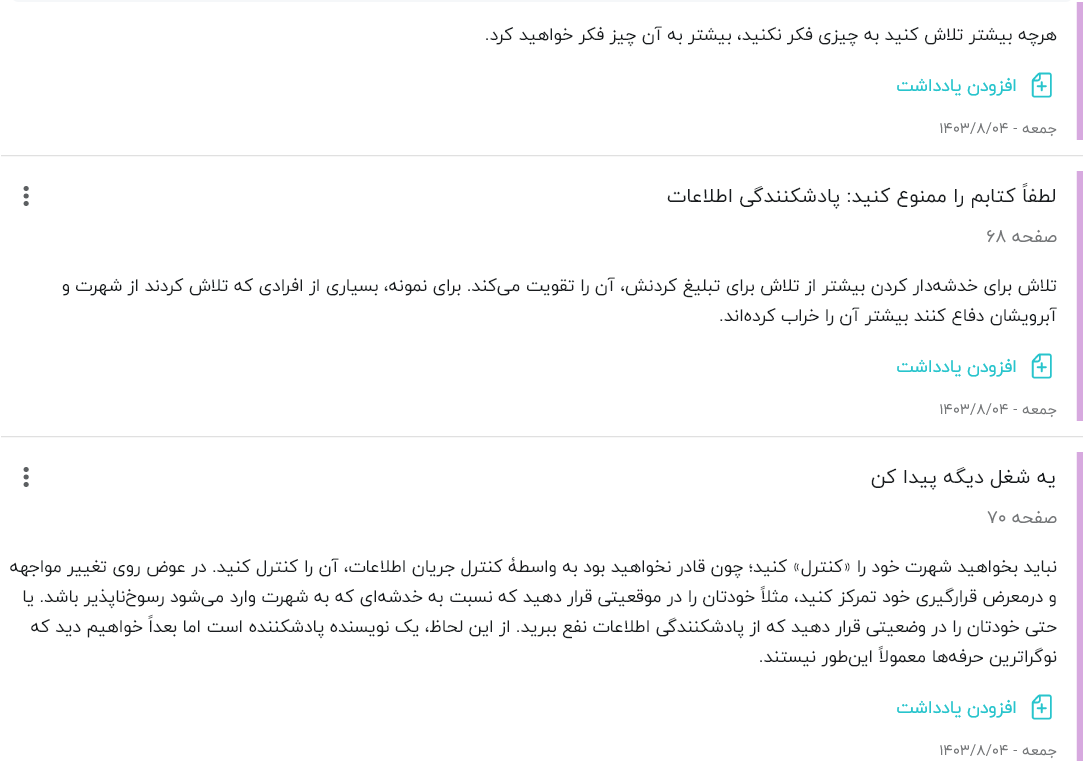 هرچه بیشتر تلاش کنید به چیزی فکر نکنید، بیشتر به آن چیز فکر خواهید کرد.
افزودن یادداشت
جمعه - ۱۴۰۳/۸/۰۴
لطفاً کتابم را ممنوع کنید: پادشکنندگی اطلاعات
صفحه ۶۸
تلاش برای خدشه‌دار کردن بیشتر از تلاش برای تبلیغ کردنش، آن را تقویت می‌کند. برای نمونه، بسیاری از افرادی که تلاش کردند از شهرت و
آبرویشان دفاع کنند بیشتر آن را خراب کرده‌اند.
افزودن یادداشت
جمعه - ۱۴۰۳/۸/۰۴
یه شغل دیگه پیدا کن
صفحه ۷۰
نباید بخواهید شهرت خود را «کنترل» کنید؛ چون قادر نخواهید بود به واسطهٔ کنترل جریان اطلاعات، آن را کنترل کنید. در عوض روی تغییر مواجهه
و درمعرض قرارگیری خود تمرکز کنید، مثلاً خودتان را در موقعیتی قرار دهید که نسبت به خدشه‌ای که به شهرت وارد می‌شود رسوخ‌ناپذیر باشد. یا
حتی خودتان را در وضعیتی قرار دهید که از پادشکنندگی اطلاعات نفع ببرید. از این لحاظ، یک نویسنده پادشکننده است اما بعداً خواهیم دید که
نوگراترین حرفه‌ها معمولاً این‌طور نیستند.
افزودن یادداشت
جمعه - ۱۴۰۳/۸/۰۴